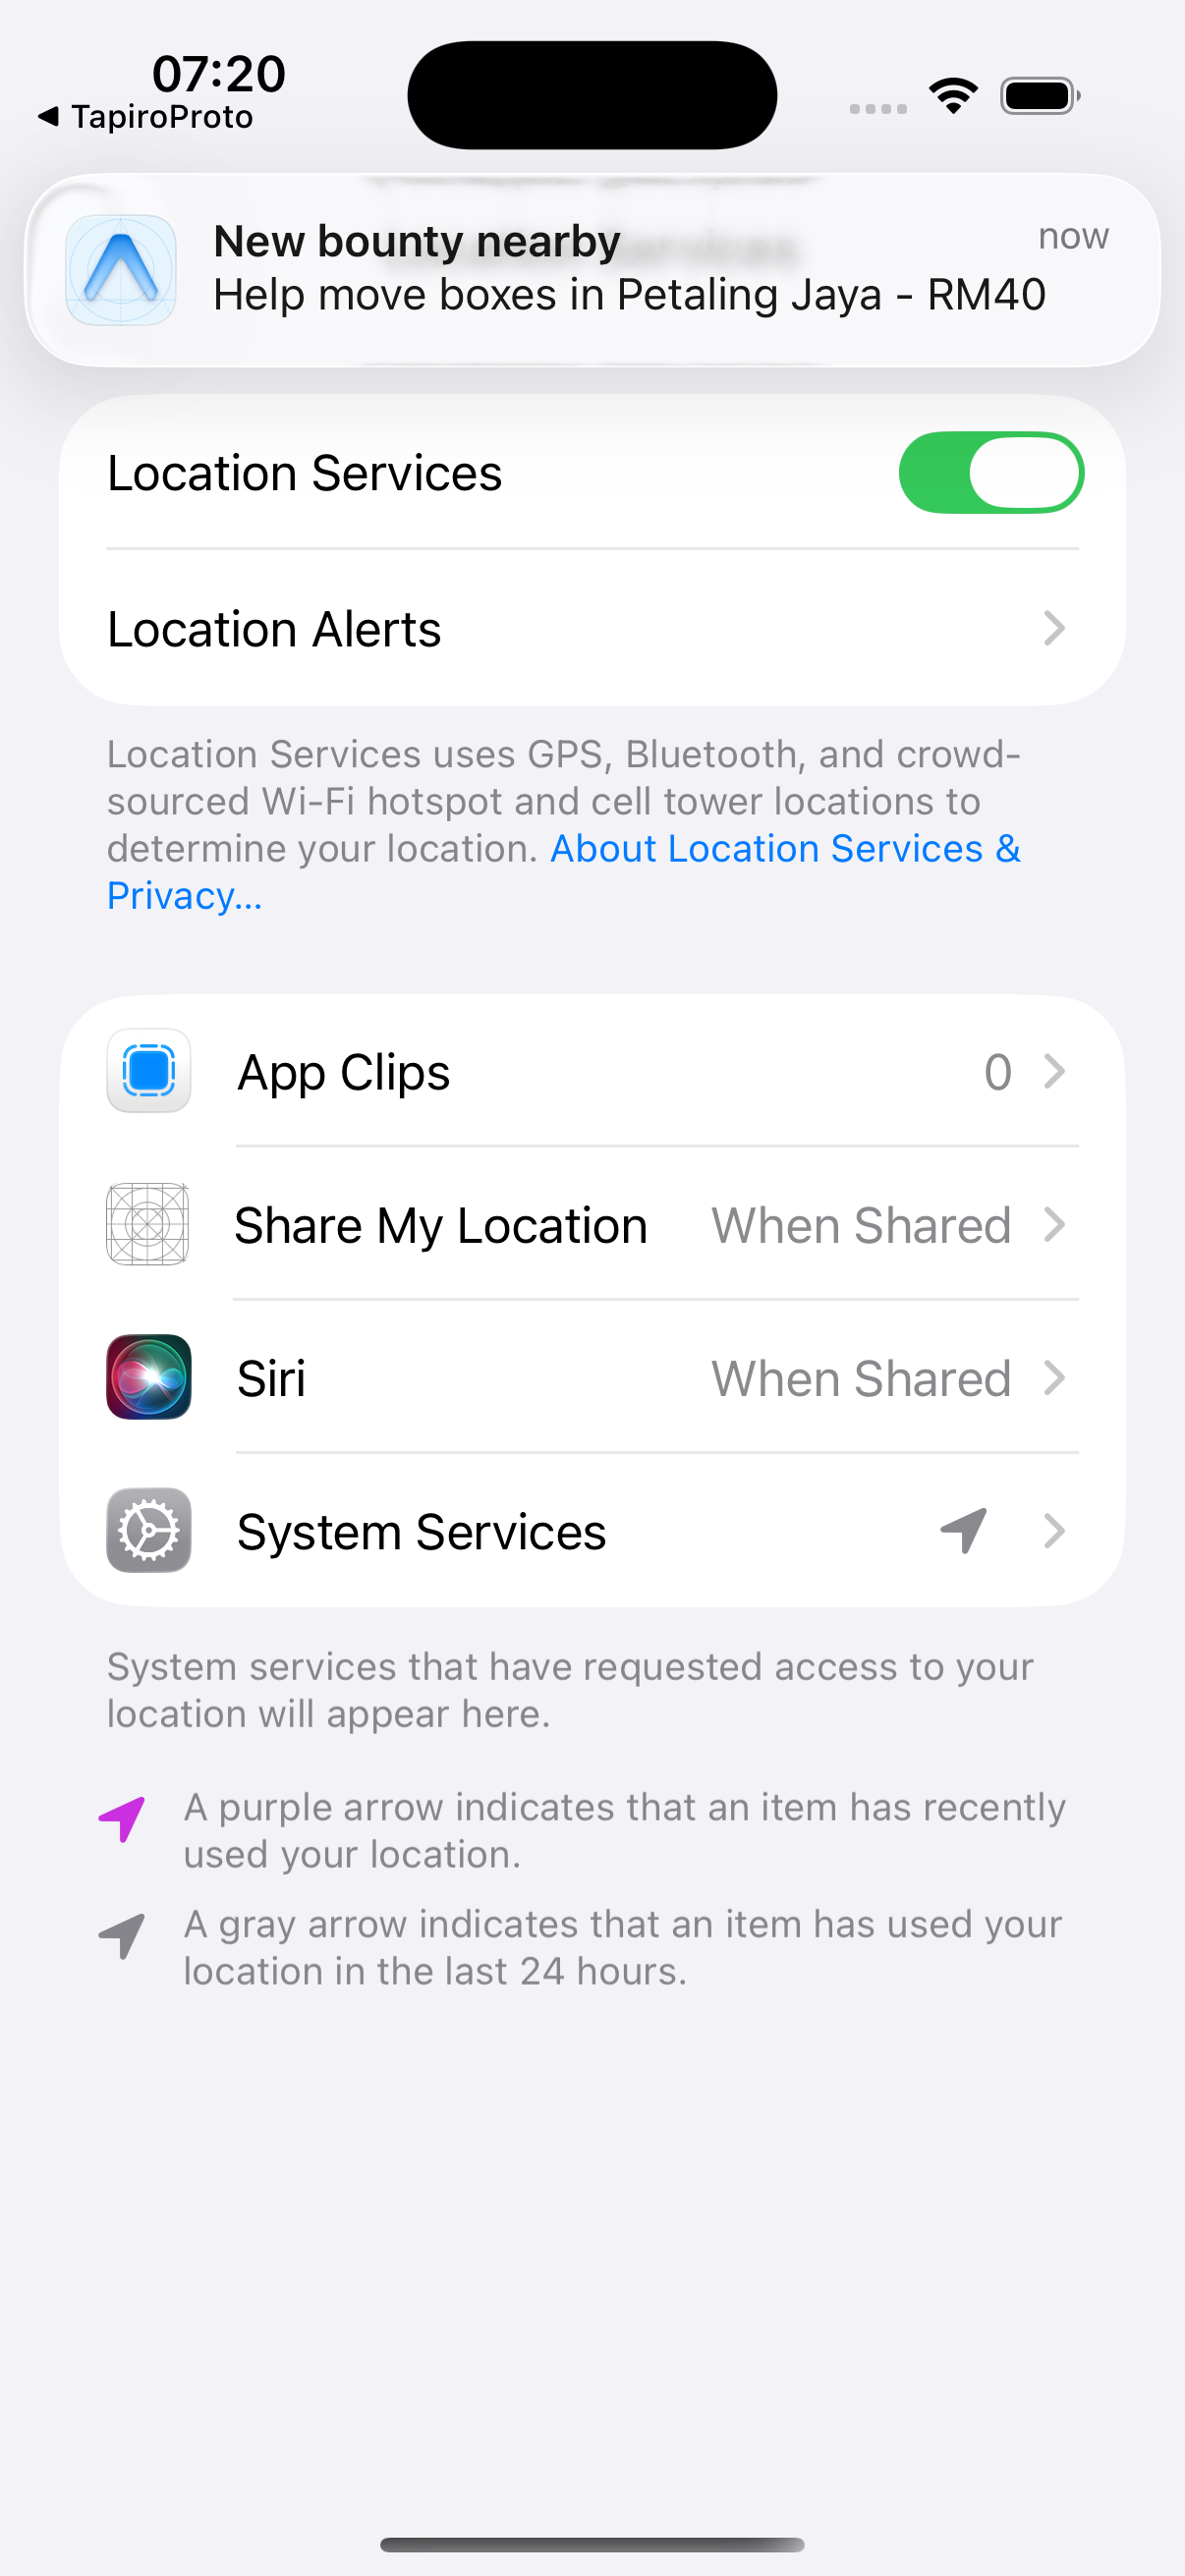 07:20
◀ TapiroProto
New bounty nearby
now
Help move boxes in Petaling Jaya - RM40
Location Services
Location Alerts
Location Services uses GPS, Bluetooth, and crowd-
sourced Wi-Fi hotspot and cell tower locations to
determine your location. About Location Services &
Privacy...
App Clips 0
Share My Location When Shared
Siri When Shared
System Services
System services that have requested access to your
location will appear here.
A purple arrow indicates that an item has recently
used your location.
A gray arrow indicates that an item has used your
location in the last 24 hours.